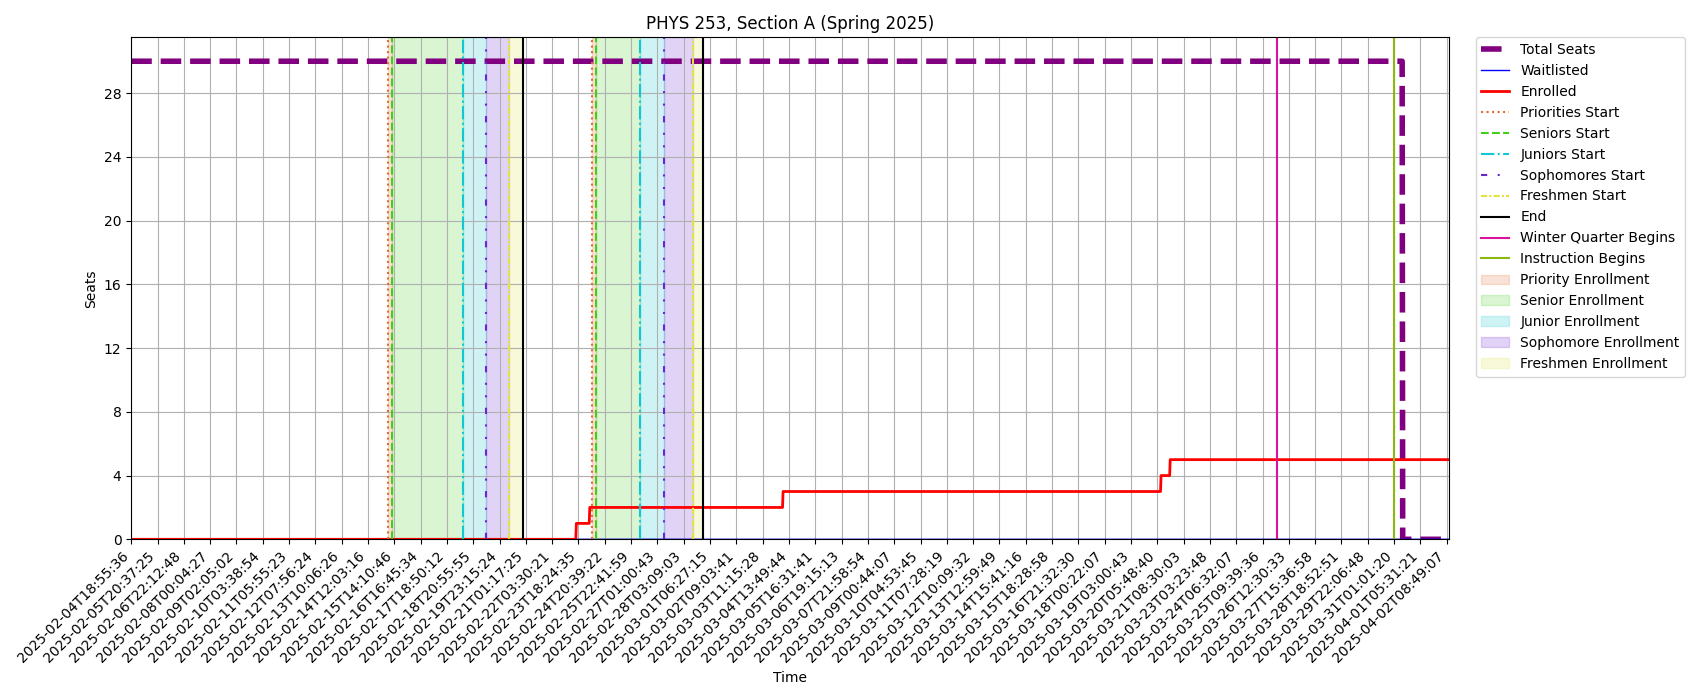 PHYS 253, Section A (Spring 2025)
Total Seats
Waitlisted
Enrolled
Priorities Start
Seniors Start
Juniors Start
Sophomores Start
Freshmen Start
End
Winter Quarter Begins
Instruction Begins
Priority Enrollment
Senior Enrollment
Junior Enrollment
Sophomore Enrollment
Freshmen Enrollment
Seats
28
24
20
16
12
8
4
0
2025-02-04T18:55:36
2025-02-05T20:37:25
2025-02-06T22:12:48
2025-02-08T00:04:27
2025-02-09T02:05:02
2025-02-10T03:38:54
2025-02-11T05:55:23
2025-02-12T07:56:24
2025-02-13T10:06:26
2025-02-14T12:03:16
2025-02-15T14:10:46
2025-02-16T16:45:34
2025-02-17T18:50:12
2025-02-18T20:55:55
2025-02-19T23:15:24
2025-02-21T01:17:25
2025-02-22T03:30:21
2025-02-23T18:24:35
2025-02-24T20:39:22
2025-02-25T22:41:59
2025-02-27T01:00:43
2025-02-28T03:09:03
2025-03-01T06:27:15
2025-03-02T09:03:41
2025-03-03T11:15:28
2025-03-04T13:49:44
2025-03-05T16:31:41
2025-03-06T19:15:13
2025-03-07T21:58:54
2025-03-09T00:44:07
2025-03-10T04:53:45
2025-03-11T07:28:19
2025-03-12T10:09:32
2025-03-13T12:59:49
2025-03-14T15:41:16
2025-03-15T18:28:58
2025-03-16T21:32:30
2025-03-18T00:22:07
2025-03-19T03:00:43
2025-03-20T05:48:40
2025-03-21T08:30:03
2025-03-23T03:23:48
2025-03-24T06:32:07
2025-03-25T09:39:36
2025-03-26T12:30:33
2025-03-27T15:36:58
2025-03-28T18:52:51
2025-03-29T22:06:48
2025-03-31T01:01:20
2025-04-01T05:31:21
2025-04-02T08:49:07
Time